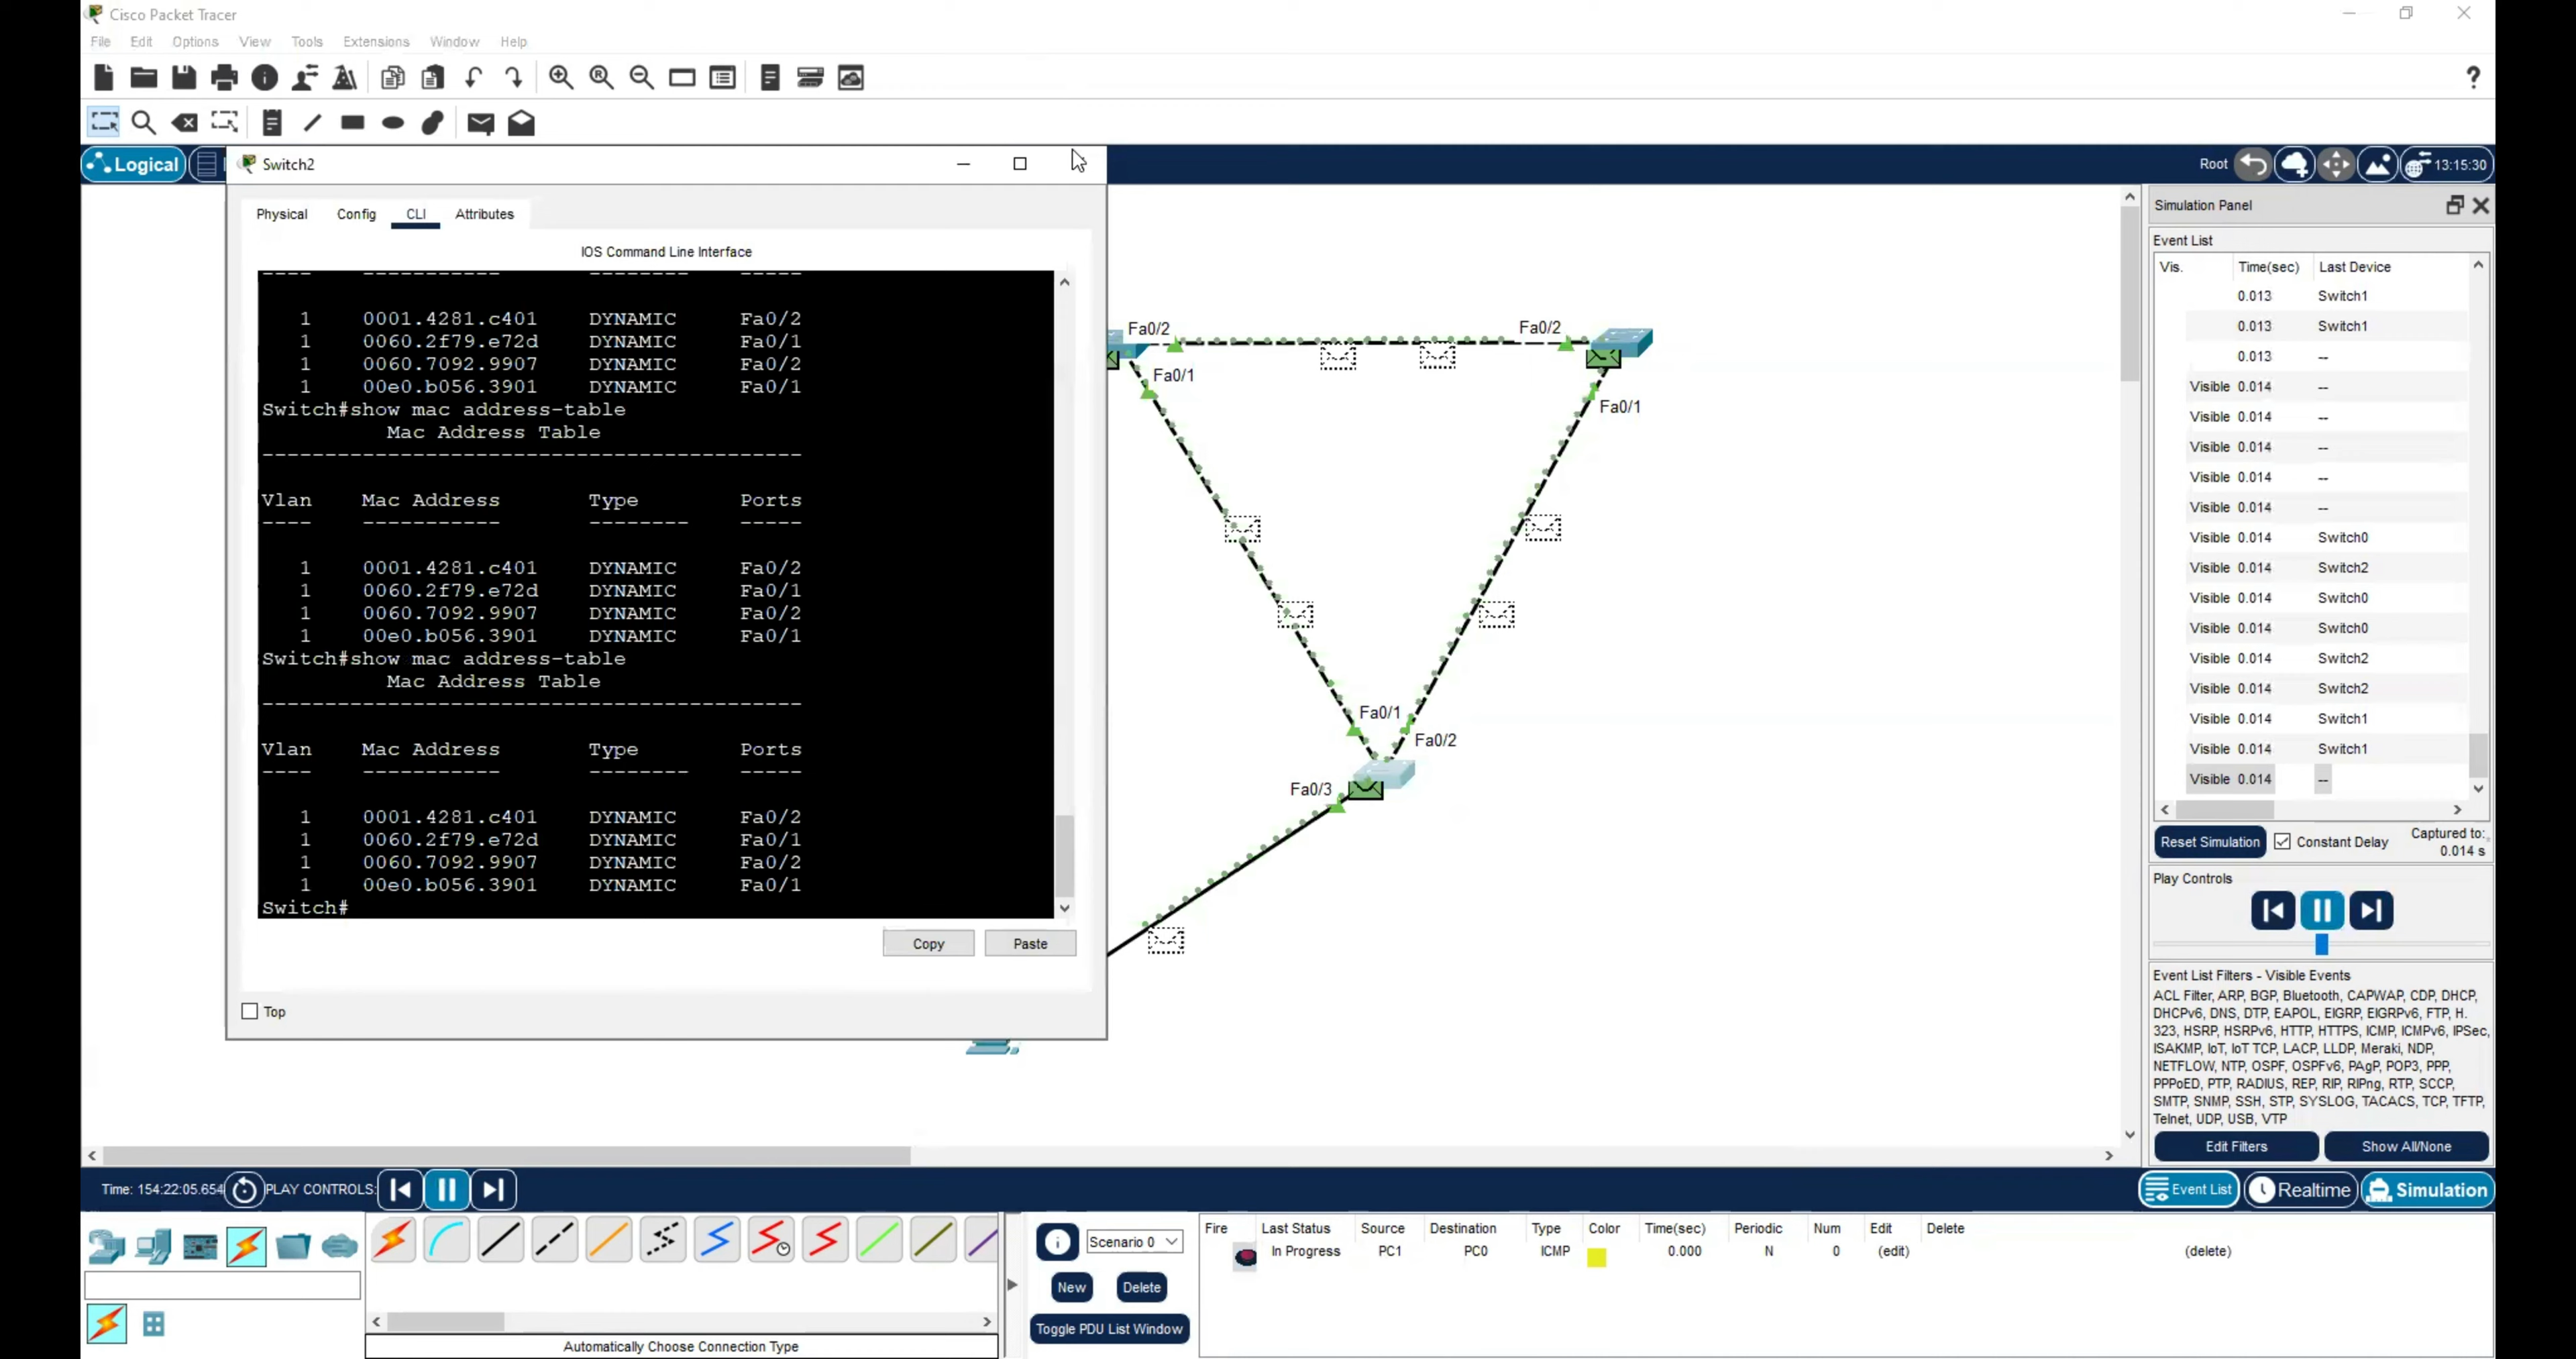 Cisco Packet Tracer
File Edit Options View Tools Extensions Window Help
Logical
Root
13:15:30
Switch2
Physical Config CLI Attributes
IOS Command Line Interface
---- ----------- -------- -----
1 0001.4281.c401 DYNAMIC Fa0/2
1 0060.2f79.e72d DYNAMIC Fa0/1
1 0060.7092.9907 DYNAMIC Fa0/2
1 00e0.b056.3901 DYNAMIC Fa0/1
Switch#show mac address-table
Mac Address Table
-------------------------------------------
Vlan Mac Address Type Ports
---- ----------- -------- -----
1 0001.4281.c401 DYNAMIC Fa0/2
1 0060.2f79.e72d DYNAMIC Fa0/1
1 0060.7092.9907 DYNAMIC Fa0/2
1 00e0.b056.3901 DYNAMIC Fa0/1
Switch#show mac address-table
Mac Address Table
-------------------------------------------
Vlan Mac Address Type Ports
---- ----------- -------- -----
1 0001.4281.c401 DYNAMIC Fa0/2
1 0060.2f79.e72d DYNAMIC Fa0/1
1 0060.7092.9907 DYNAMIC Fa0/2
1 00e0.b056.3901 DYNAMIC Fa0/1
Switch#
Copy Paste
Top
Fa0/2
Fa0/2
Fa0/1
Fa0/1
Fa0/1
Fa0/2
Fa0/3
Simulation Panel
Event List
Vis. Time(sec) Last Device
0.013 Switch1
0.013 Switch1
0.013 --
Visible 0.014 --
Visible 0.014 --
Visible 0.014 --
Visible 0.014 --
Visible 0.014 --
Visible 0.014 Switch0
Visible 0.014 Switch2
Visible 0.014 Switch0
Visible 0.014 Switch0
Visible 0.014 Switch2
Visible 0.014 Switch2
Visible 0.014 Switch1
Visible 0.014 Switch1
Visible 0.014 --
Reset Simulation Constant Delay Captured to:
0.014 s
Play Controls
Event List Filters - Visible Events
ACL Filter, ARP, BGP, Bluetooth, CAPWAP, CDP, DHCP,
DHCPv6, DNS, DTP, EAPOL, EIGRP, EIGRPv6, FTP, H.
323, HSRP, HSRPv6, HTTP, HTTPS, ICMP, ICMPv6, IPSec,
ISAKMP, IoT, IoT TCP, LACP, LLDP, Meraki, NDP,
NETFLOW, NTP, OSPF, OSPFv6, PAgP, POP3, PPP,
PPPoED, PTP, RADIUS, REP, RIP, RIPng, RTP, SCCP,
SMTP, SNMP, SSH, STP, SYSLOG, TACACS, TCP, TFTP,
Telnet, UDP, USB, VTP
Edit Filters Show All/None
Time: 154:22:05.654 PLAY CONTROLS:
Event List Realtime Simulation
Scenario 0
New Delete
Toggle PDU List Window
Fire Last Status Source Destination Type Color Time(sec) Periodic Num Edit Delete
In Progress PC1 PC0 ICMP 0.000 N 0 (edit) (delete)
Automatically Choose Connection Type